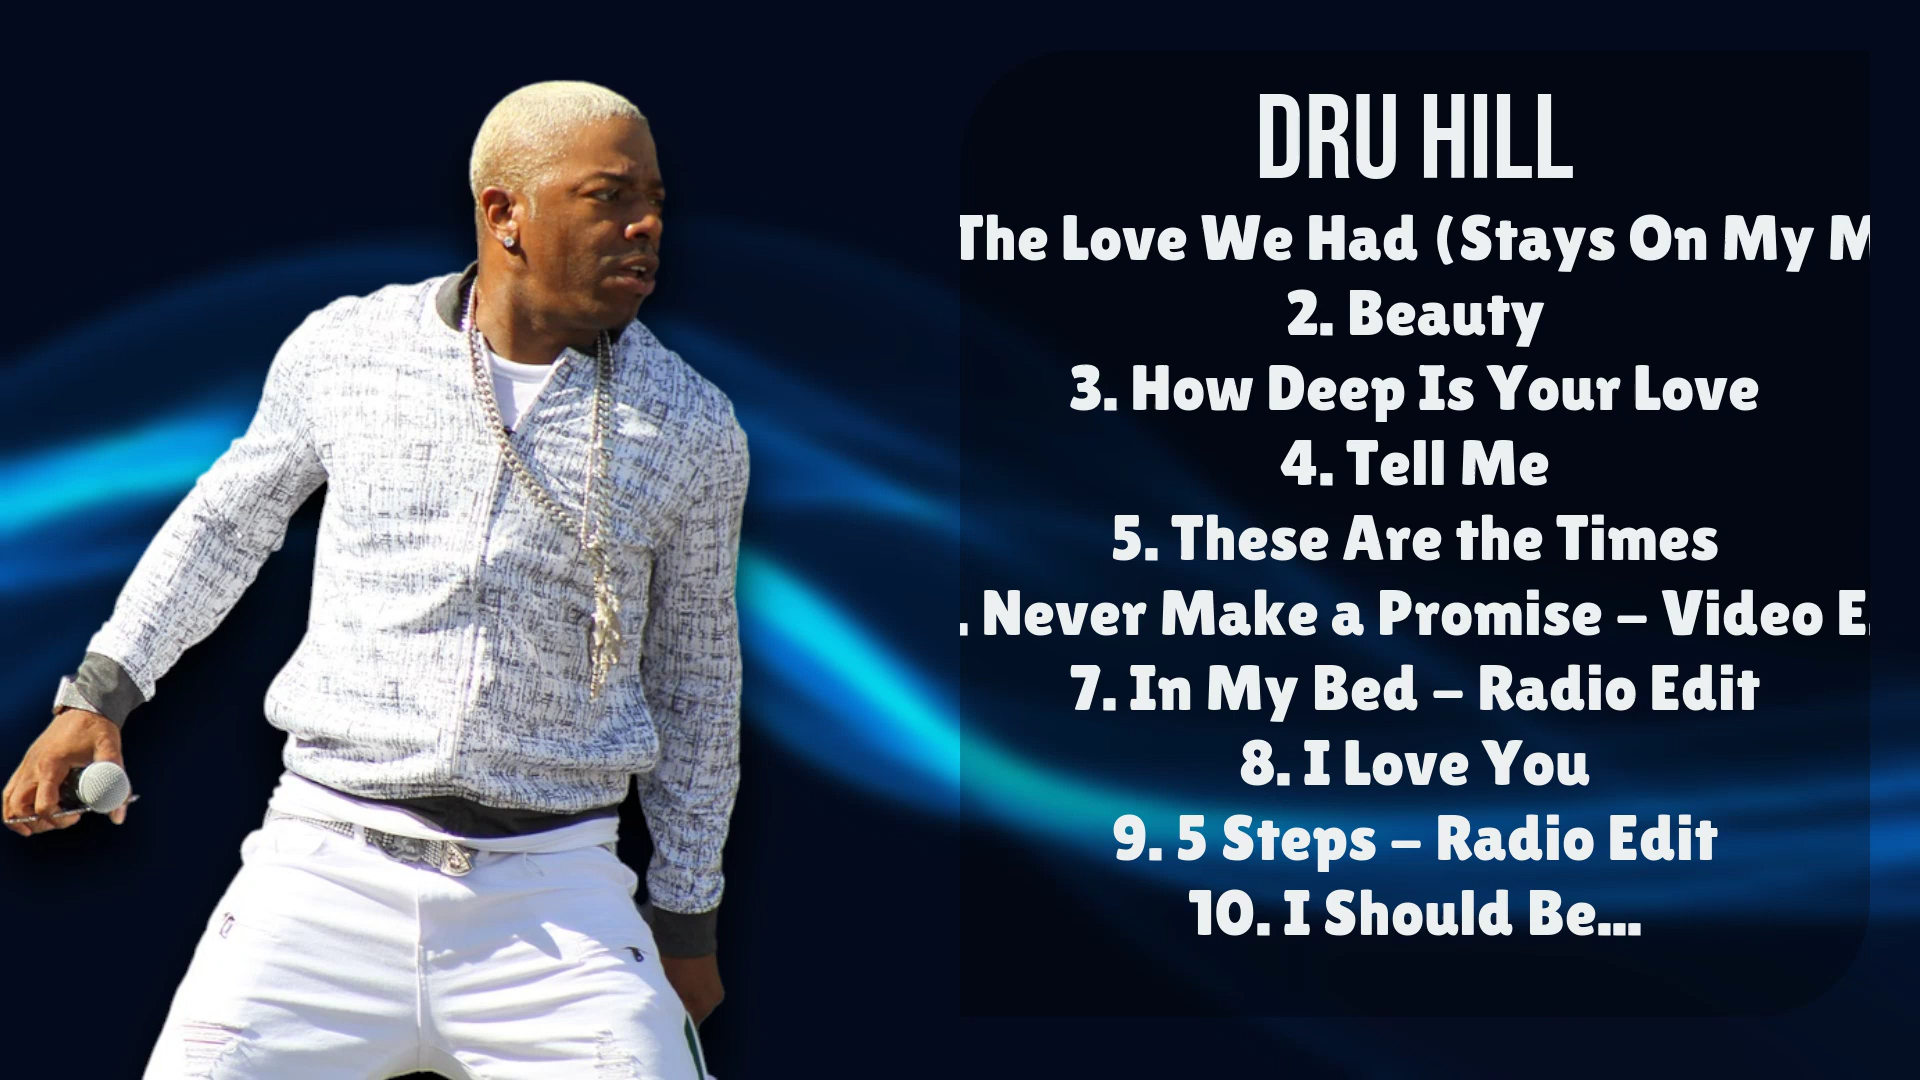 DRU HILL
The Love We Had (Stays On My M
2. Beauty
3. How Deep Is Your Love
4. Tell Me
5. These Are the Times
. Never Make a Promise - Video E
7. In My Bed - Radio Edit
8. I Love You
9. 5 Steps - Radio Edit
10. I Should Be...